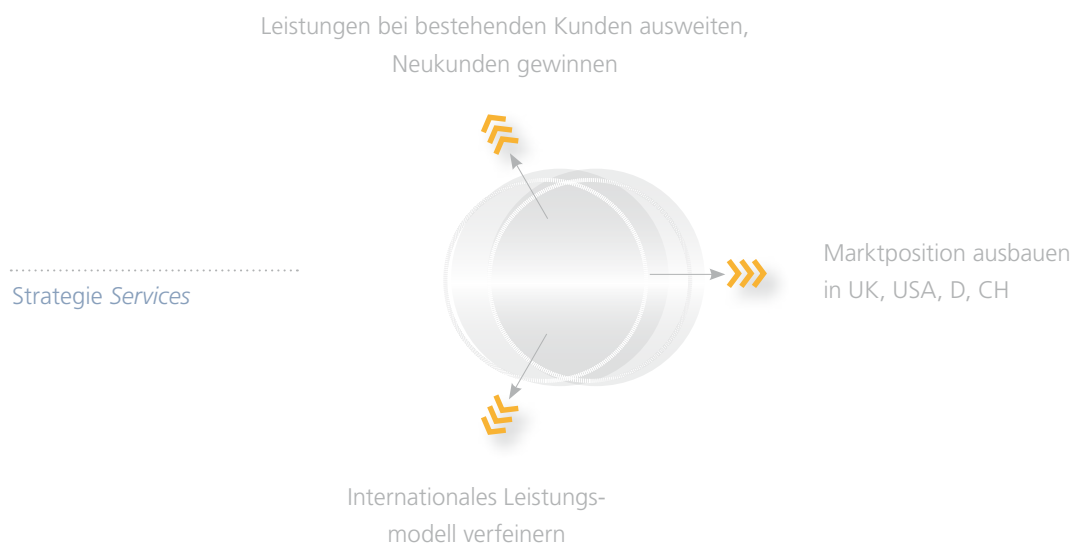 Leistungen bei bestehenden Kunden ausweiten,
Neukunden gewinnen
Marktposition ausbauen
in UK, USA, D, CH
Strategie Services
Internationales Leistungs-
modell verfeinern